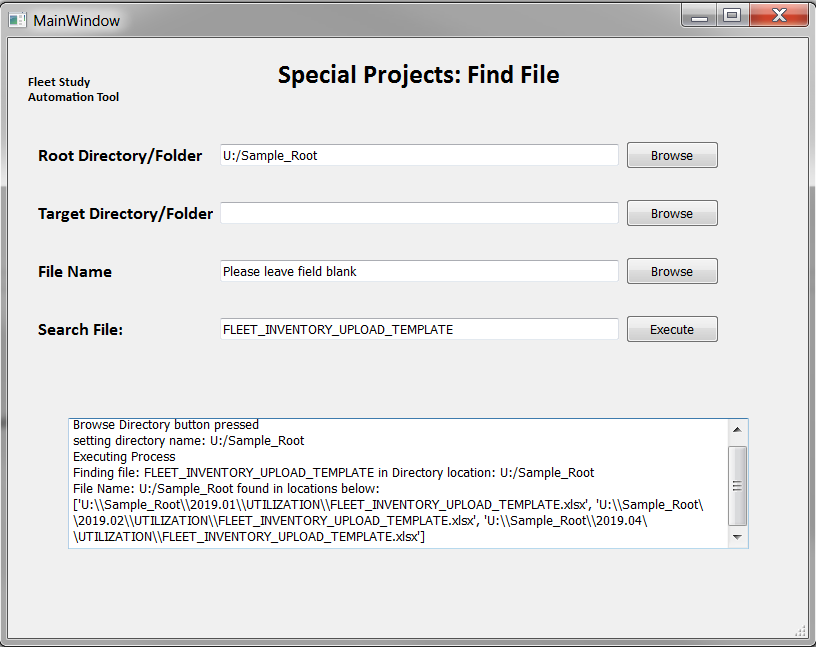 MainWindow
Special Projects: Find File
Fleet Study
Automation Tool
Root Directory/Folder U:/Sample_Root Browse
Target Directory/Folder Browse
File Name Please leave field blank Browse
Search File: FLEET_INVENTORY_UPLOAD_TEMPLATE Execute
Browse Directory button pressed
setting directory name: U:/Sample_Root
Executing Process
Finding file: FLEET_INVENTORY_UPLOAD_TEMPLATE in Directory location: U:/Sample_Root
File Name: U:/Sample_Root found in locations below:
['U:\\Sample_Root\\2019.01\\UTILIZATION\\FLEET_INVENTORY_UPLOAD_TEMPLATE.xlsx', 'U:\\Sample_Root\
\2019.02\\UTILIZATION\\FLEET_INVENTORY_UPLOAD_TEMPLATE.xlsx', 'U:\\Sample_Root\\2019.04\
\UTILIZATION\\FLEET_INVENTORY_UPLOAD_TEMPLATE.xlsx']